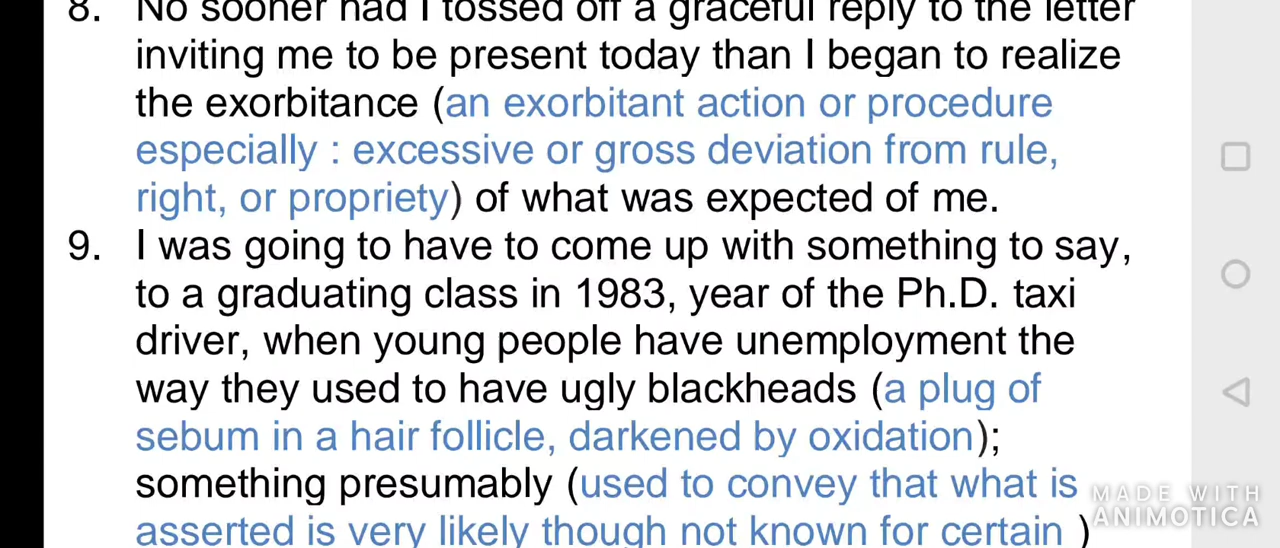 8. No sooner had I tossed off a graceful reply to the letter
inviting me to be present today than I began to realize
the exorbitance (an exorbitant action or procedure
especially : excessive or gross deviation from rule,
right, or propriety) of what was expected of me.
9. I was going to have to come up with something to say,
to a graduating class in 1983, year of the Ph.D. taxi
driver, when young people have unemployment the
way they used to have ugly blackheads (a plug of
sebum in a hair follicle, darkened by oxidation);
something presumably (used to convey that what is
asserted is very likely though not known for certain )
MADE WITH
ANIMOTICA